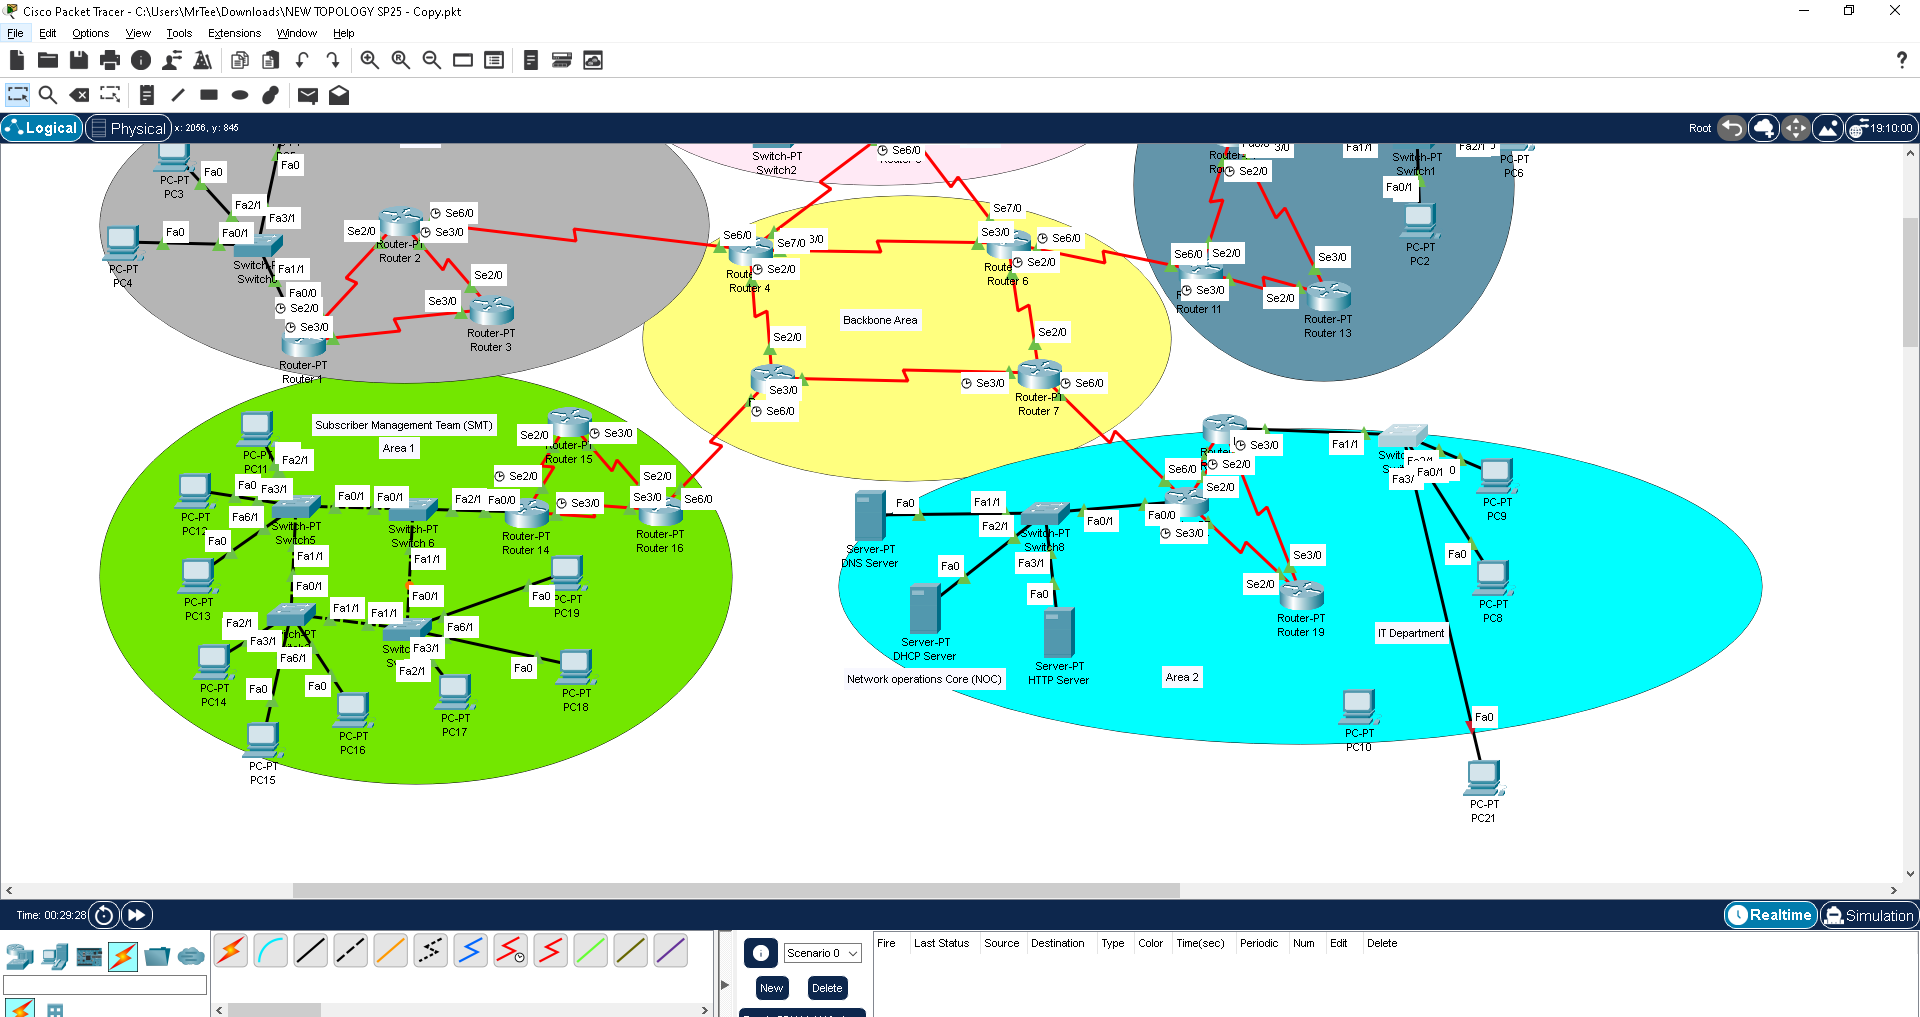 Cisco Packet Tracer - C:\Users\MrTee\Downloads\NEW TOPOLOGY SP25 - Copy.pkt
File Edit Options View Tools Extensions Window Help
Logical Physical x: 2056, y: 845
Root 19:10:00
Switch-PT
Switch2
Se6/0
3/0
Se2/0
Fa1/1
Switch-PT
Switch1
Fa2/1
PC-PT
PC6
Fa0/1
PC-PT
PC2
PC-PT
PC3
Fa0
Fa0
Fa2/1
Fa3/1
PC-PT
PC4
Fa0
Fa0/1
Fa1/1
Fa0/0
Se2/0
Se3/0
Router-PT
Router 1
Se2/0
Se6/0
Se3/0
Router 2
Se2/0
Se3/0
Router-PT
Router 3
Se6/0
Se7/0
3/0
Se2/0
Router 4
Se7/0
Se3/0
Se6/0
Se2/0
Router 6
Backbone Area
Se2/0
Se3/0
Se6/0
Se2/0
Se3/0
Se6/0
Router-PT
Router 7
Se6/0
Se2/0
Se3/0
Router 11
Se3/0
Se2/0
Router-PT
Router 13
Subscriber Management Team (SMT)
Area 1
PC-PT
PC11
Fa2/1
Fa0
Fa3/1
PC-PT
PC12
Fa6/1
Fa0
Switch-PT
Switch5
Fa0/1
Fa0/1
Switch-PT
Switch 6
Fa2/1
Fa0/0
Se2/0
Se3/0
Router-PT
Router 14
Se2/0
Se3/0
Router 15
Se2/0
Se3/0
Se6/0
Router-PT
Router 16
Fa1/1
Fa0/1
Fa1/1
Fa0/1
PC-PT
PC13
Fa2/1
Fa3/1
Fa6/1
Fa1/1
Fa1/1
Fa6/1
Fa3/1
Fa2/1
Fa0
PC-PT
PC19
Fa0
PC-PT
PC18
PC-PT
PC17
Fa0
PC-PT
PC16
Fa0
PC-PT
PC15
PC-PT
PC14
Server-PT
DNS Server
Fa0
Fa1/1
Fa2/1
Switch-PT
Switch8
Fa0/1
Fa3/1
Fa0
Server-PT
DHCP Server
Fa0
Server-PT
HTTP Server
Network operations Core (NOC)
Se6/0
Se2/0
Fa0/0
Se3/0
Se3/0
Se2/0
Se3/0
Se2/0
Router-PT
Router 19
Area 2
Fa1/1
Fa0/1
Fa3/
PC-PT
PC9
Fa0
PC-PT
PC8
IT Department
PC-PT
PC10
Fa0
PC-PT
PC21
Time: 00:29:28
Realtime Simulation
Scenario 0
New Delete
Fire Last Status Source Destination Type Color Time(sec) Periodic Num Edit Delete